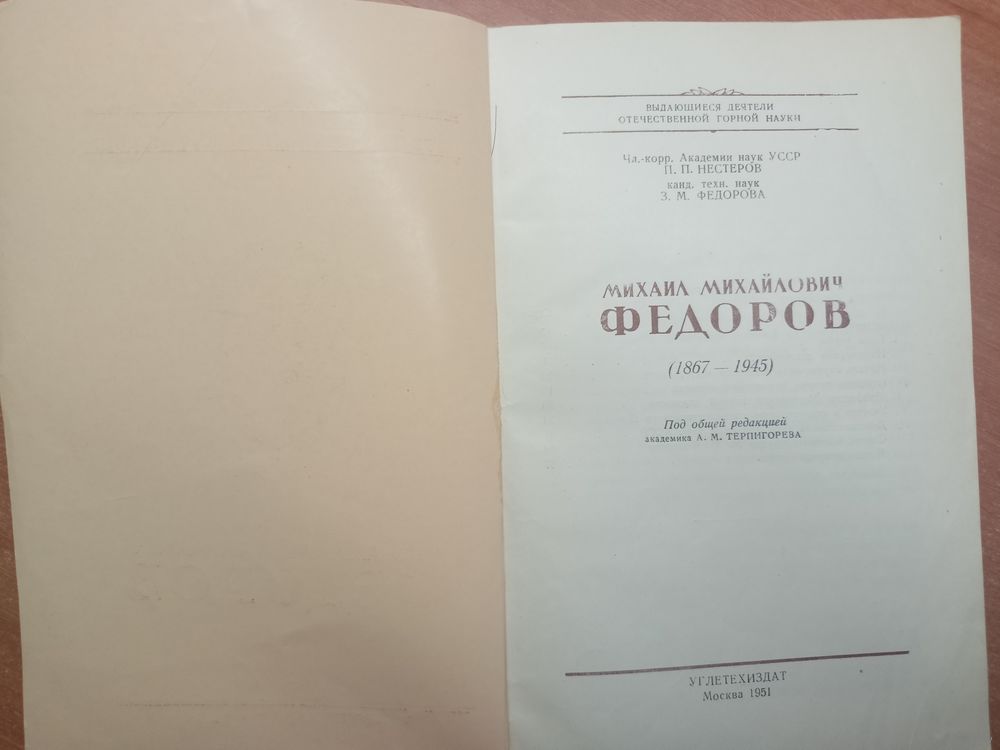 ВЫДАЮЩИЕСЯ ДЕЯТЕЛИ
ОТЕЧЕСТВЕННОЙ ГОРНОЙ НАУКИ
Чл.-корр. Академии наук УССР
П. П. НЕСТЕРОВ
канд. техн. наук
З. М. ФЕДОРОВА
МИХАИЛ МИХАЙЛОВИЧ
ФЕДОРОВ
(1867 — 1945)
Под общей редакцией
академика А. М. ТЕРПИГОРЕВА
УГЛЕТЕХИЗДАТ
Москва 1951